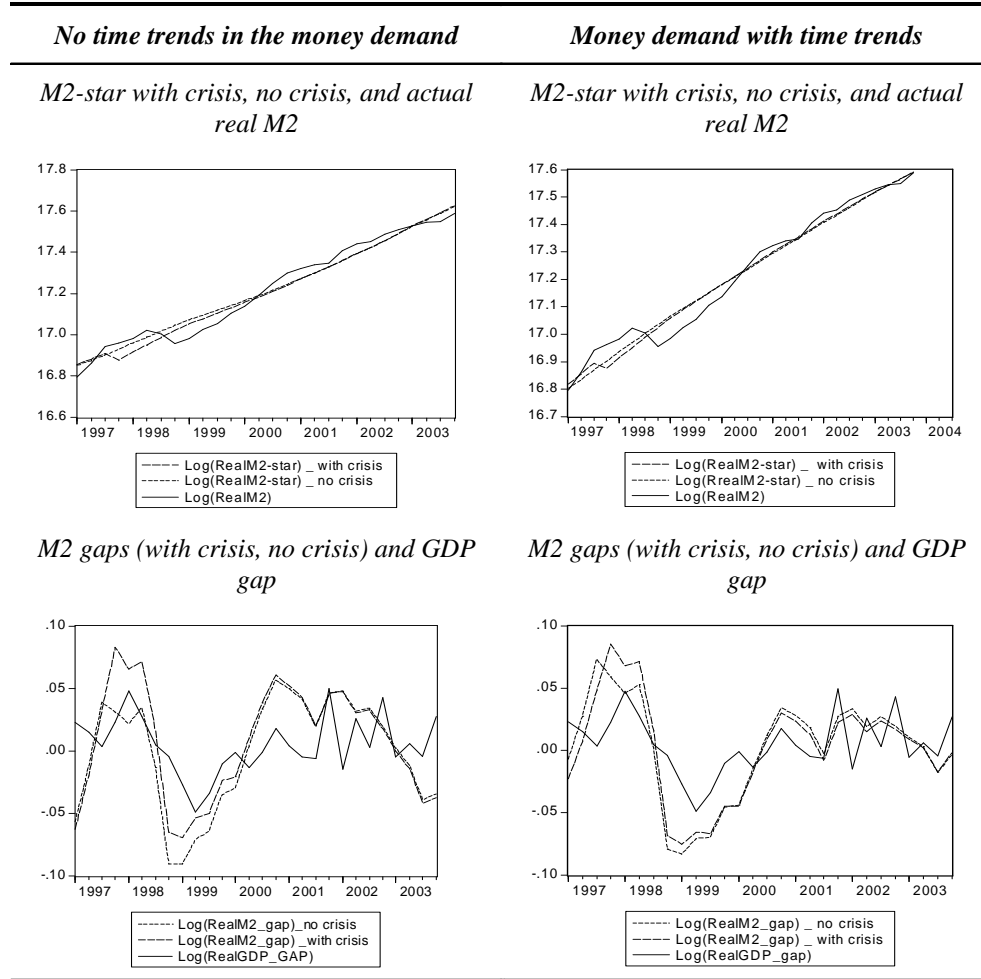 No time trends in the money demand
Money demand with time trends
M2-star with crisis, no crisis, and actual
real M2
M2-star with crisis, no crisis, and actual
real M2
17.8
17.6
17.4
17.2
17.0
16.8
16.6
1997 1998 1999 2000 2001 2002 2003
Log(RealM2-star) _ with crisis
Log(RealM2-star) _ no crisis
Log(RealM2)
17.6
17.5
17.4
17.3
17.2
17.1
17.0
16.9
16.8
16.7
1997 1998 1999 2000 2001 2002 2003 2004
Log(RealM2-star) _ with crisis
Log(RrealM2-star) _ no crisis
Log(RealM2)
M2 gaps (with crisis, no crisis) and GDP
gap
M2 gaps (with crisis, no crisis) and GDP
gap
.10
.05
.00
-.05
-.10
1997 1998 1999 2000 2001 2002 2003
Log(RealM2_gap)_no crisis
Log(RealM2_gap) _with crisis
Log(RealGDP_GAP)
.10
.05
.00
-.05
-.10
1997 1998 1999 2000 2001 2002 2003
Log(RealM2_gap) _ no crisis
Log(RealM2_gap) _ with crisis
Log(RealGDP_gap)